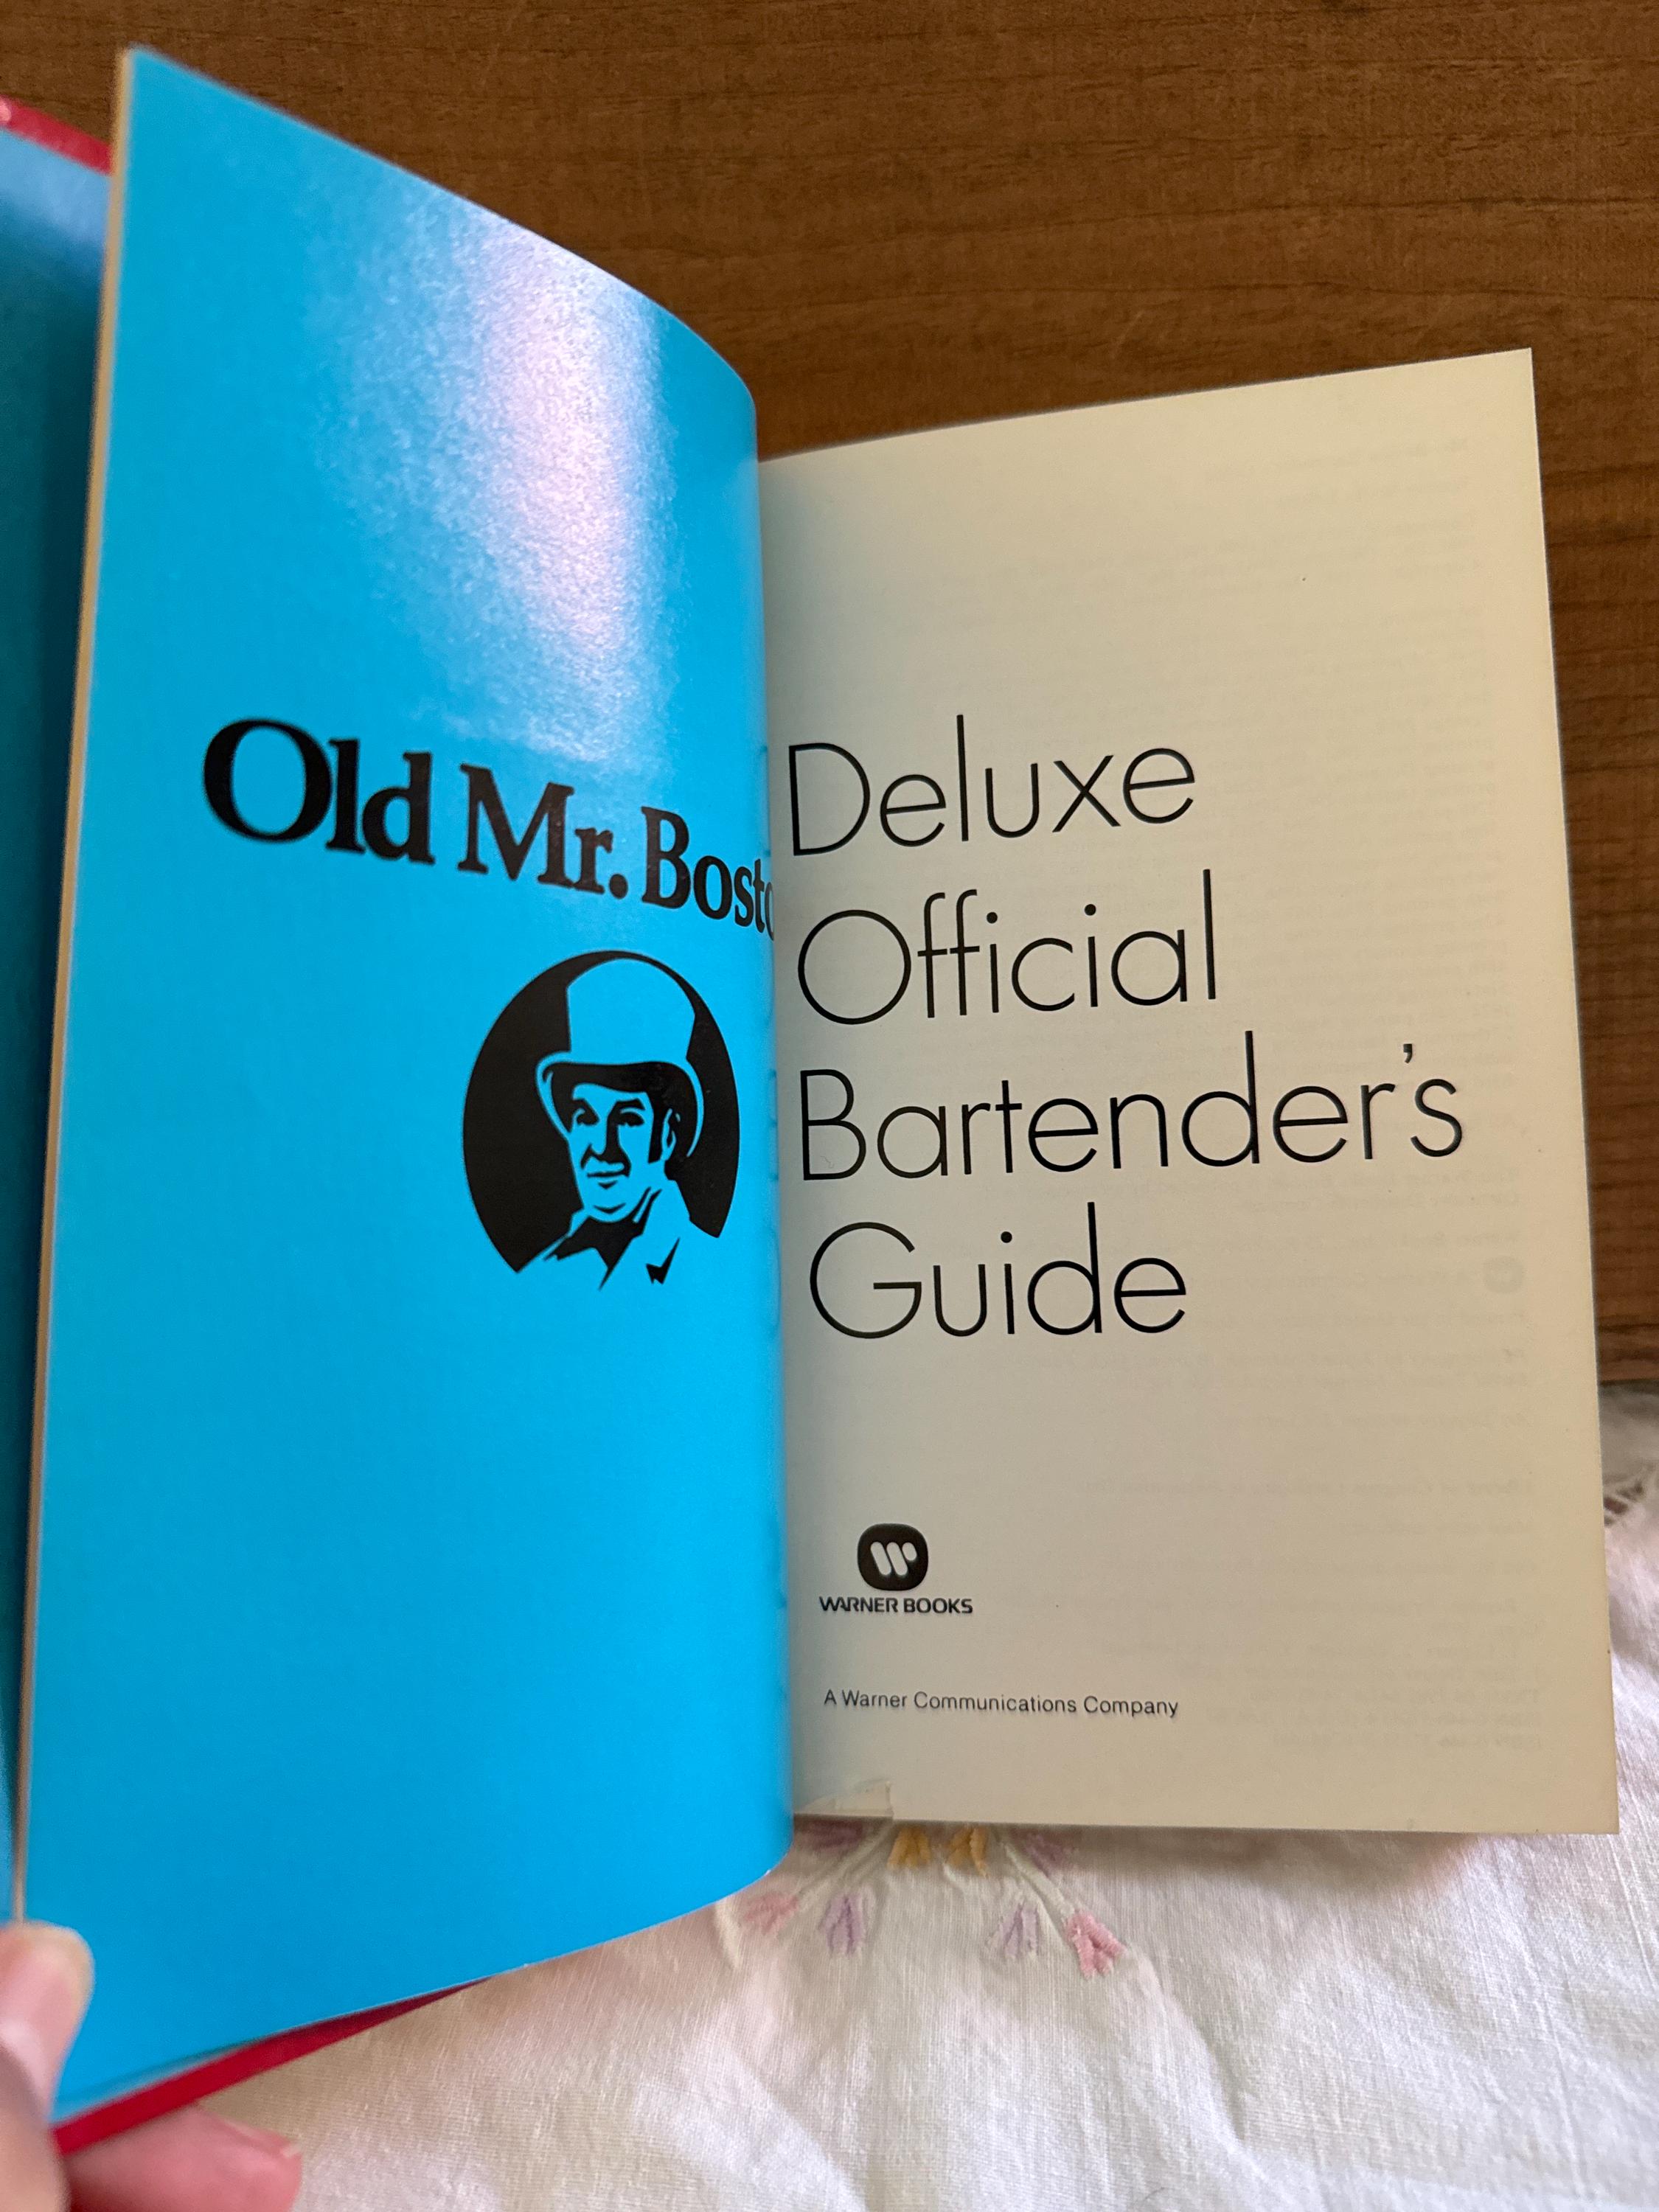 Old Mr. Bosto
Deluxe
Official
Bartender's
Guide
WARNER BOOKS
A Warner Communications Company